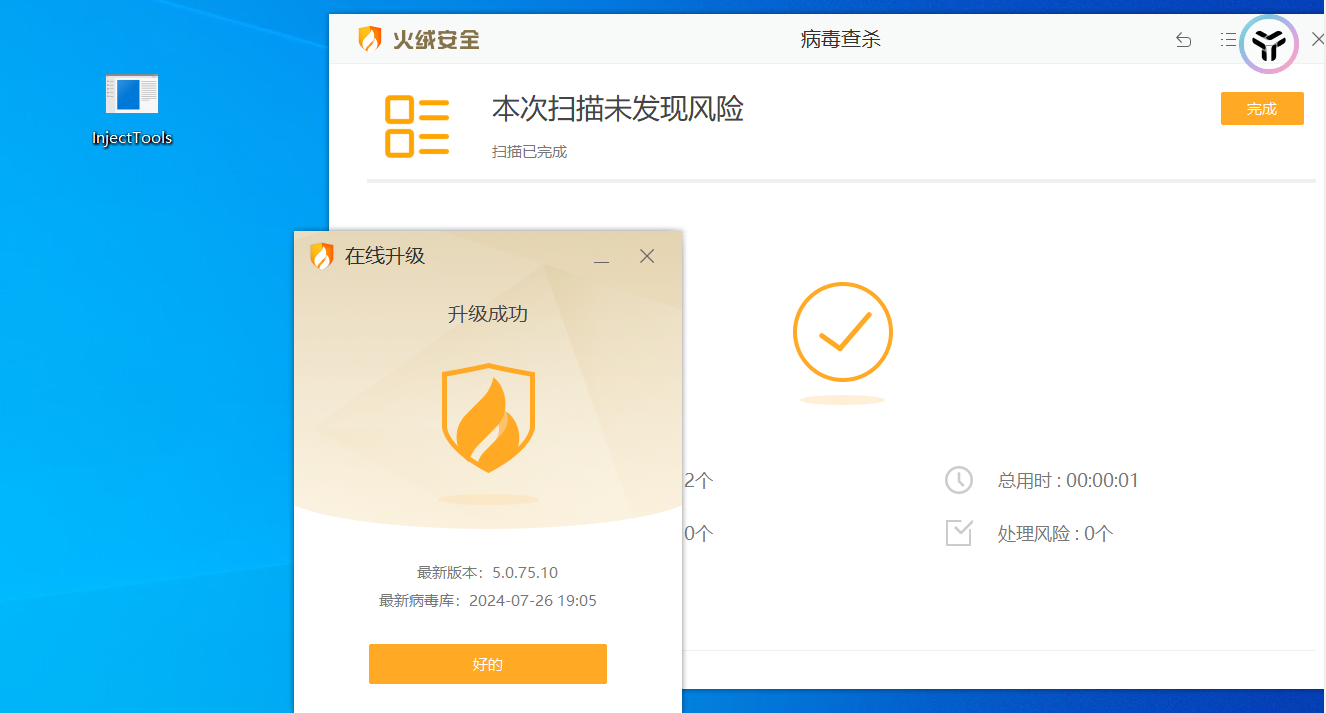 火绒安全
病毒查杀
InjectTools
本次扫描未发现风险
完成
扫描已完成
在线升级
升级成功
2个
总用时 : 00:00:01
0个
处理风险 : 0个
最新版本: 5.0.75.10
最新病毒库: 2024-07-26 19:05
好的